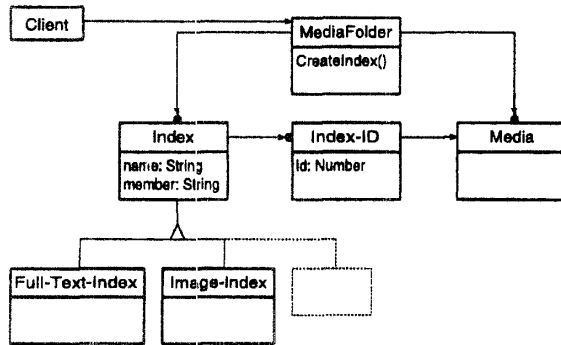 Client
MediaFolder
CreateIndex()
Index
name: String
member: String
Index-ID
Id: Number
Media
Full-Text-Index
Image-Index